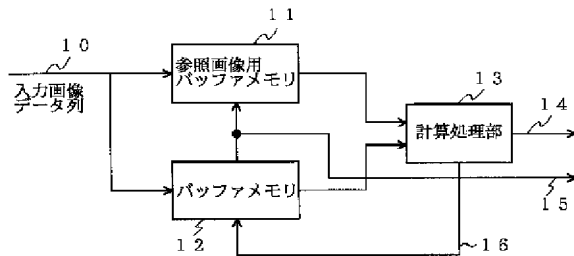 １０
入力画像
データ列
１１
参照画像用
バッファメモリ
１３
計算処理部
１４
バッファメモリ
１２
１５
１６